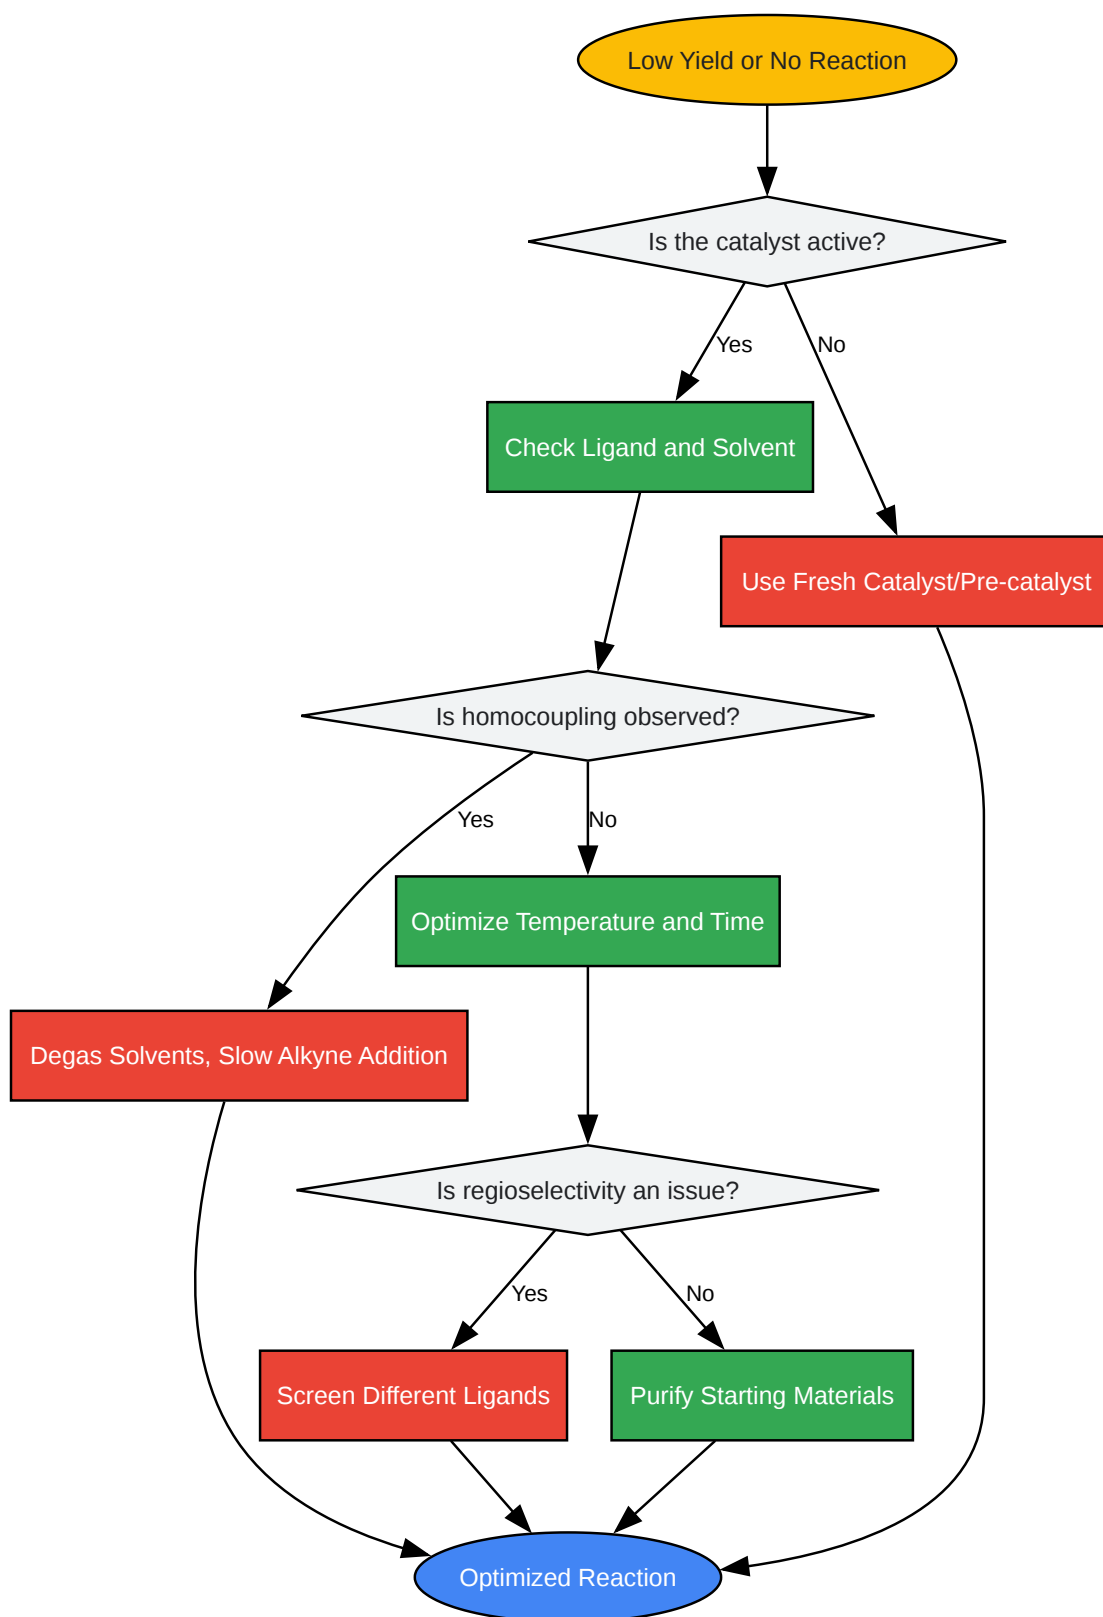 Low Yield or No Reaction
Is the catalyst active?
Yes
No
Check Ligand and Solvent
Use Fresh Catalyst/Pre-catalyst
Is homocoupling observed?
Yes
No
Optimize Temperature and Time
Degas Solvents, Slow Alkyne Addition
Is regioselectivity an issue?
Yes
No
Screen Different Ligands
Purify Starting Materials
Optimized Reaction